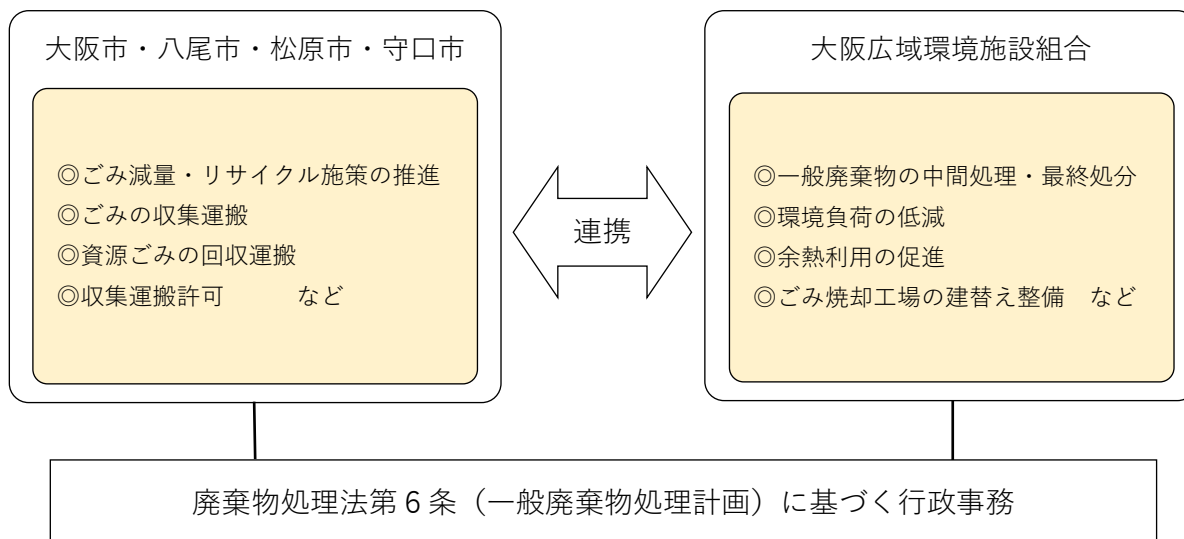 大阪市・八尾市・松原市・守口市
◎ごみ減量・リサイクル施策の推進
◎ごみの収集運搬
◎資源ごみの回収運搬
◎収集運搬許可　　　など
連携
大阪広域環境施設組合
◎一般廃棄物の中間処理・最終処分
◎環境負荷の低減
◎余熱利用の促進
◎ごみ焼却工場の建替え整備　など
廃棄物処理法第６条（一般廃棄物処理計画）に基づく行政事務